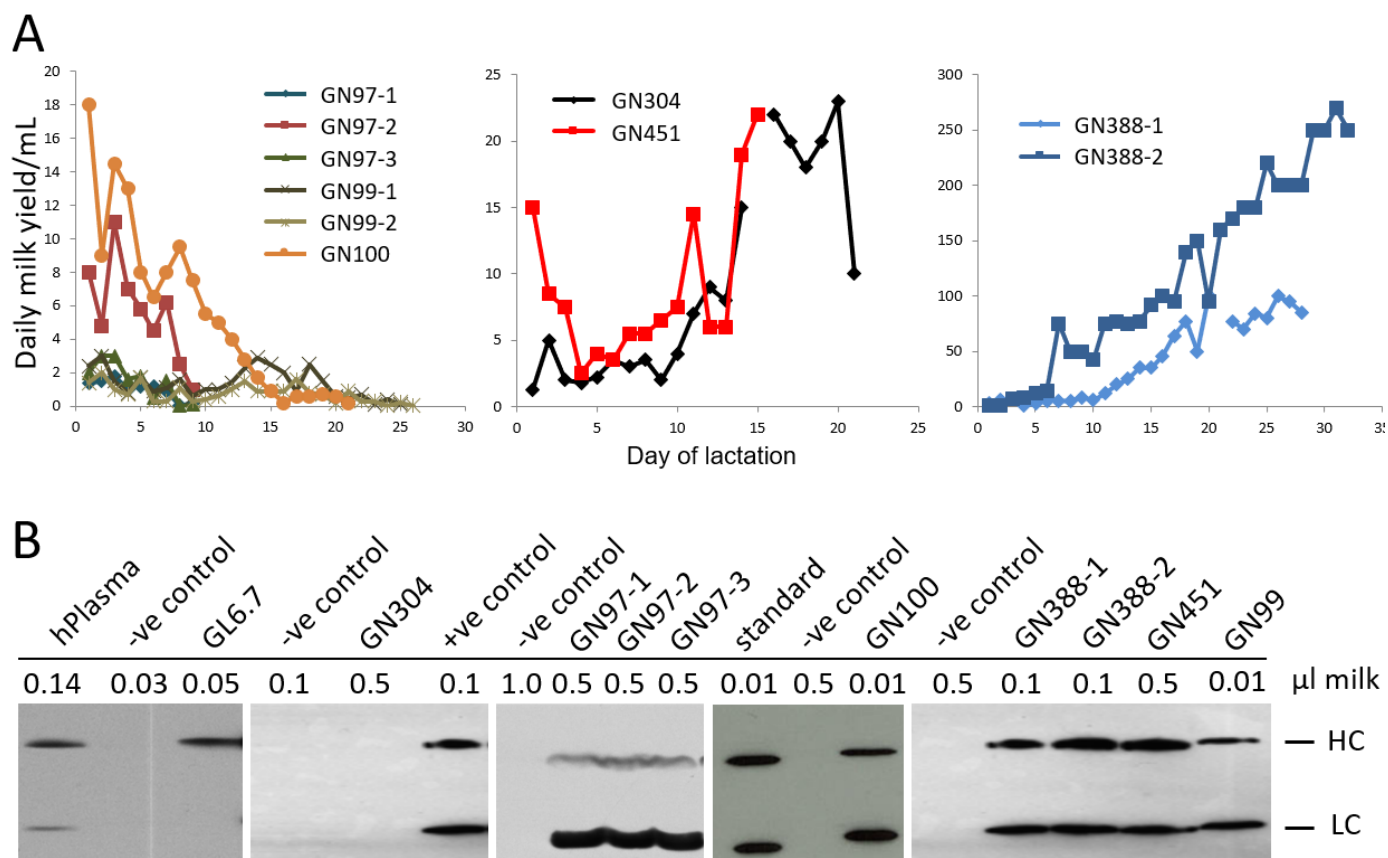 A
Daily milk yield/mL
20
18
16
14
12
10
8
6
4
2
0
0 5 10 15 20 25 30
GN97-1
GN97-2
GN97-3
GN99-1
GN99-2
GN100
25
20
15
10
5
0
0 5 10 15 20 25
GN304
GN451
300
250
200
150
100
50
0
0 5 10 15 20 25 30 35
GN388-1
GN388-2
Day of lactation
B
hPlasma -ve control GL6.7 -ve control GN304 +ve control -ve control GN97-1 GN97-2 GN97-3 standard -ve control GN100 -ve control GN388-1 GN388-2 GN451 GN99
0.14 0.03 0.05 0.1 0.5 0.1 1.0 0.5 0.5 0.5 0.01 0.5 0.01 0.5 0.1 0.1 0.5 0.01 µl milk
HC
LC